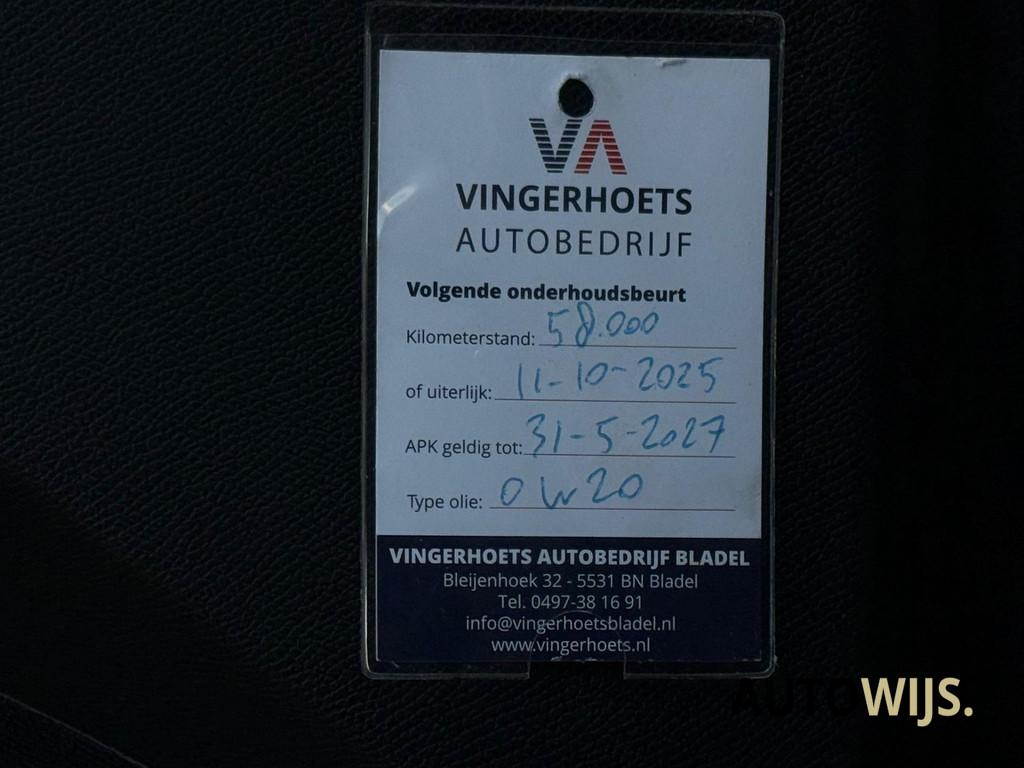 VA
VINGERHOETS
AUTOBEDRIJF
Volgende onderhoudsbeurt
Kilometerstand: 58.000
of uiterlijk: 11-10-2025
APK geldig tot: 31-5-2027
Type olie: 0W20
VINGERHOETS AUTOBEDRIJF BLADEL
Bleijenhoek 32 - 5531 BN Bladel
Tel. 0497-38 16 91
info@vingerhoetsbladel.nl
www.vingerhoets.nl
AUTOWIJS.